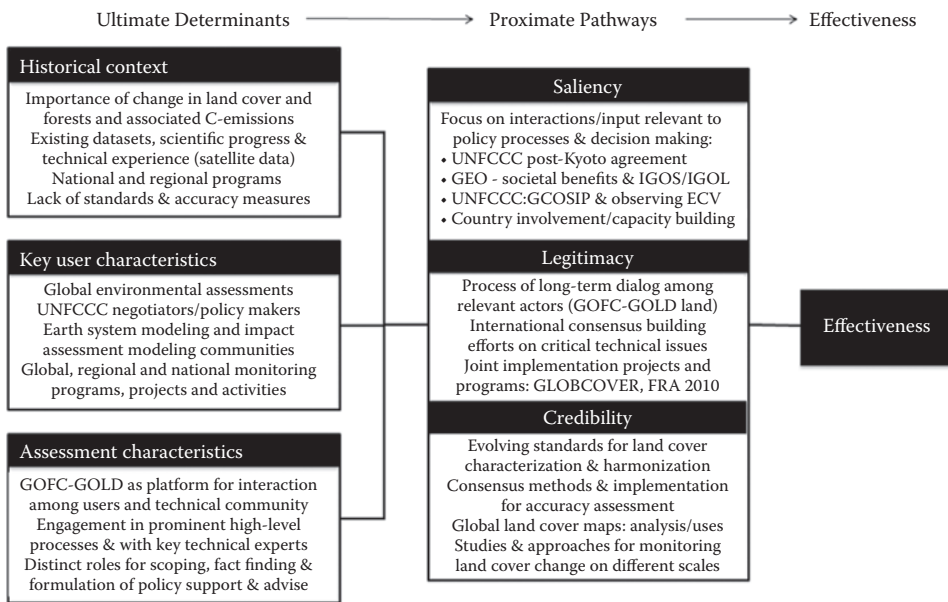 Ultimate Determinants
Proximate Pathways
Effectiveness
Historical context
Importance of change in land cover and
forests and associated C-emissions
Existing datasets, scientific progress &
technical experience (satellite data)
National and regional programs
Lack of standards & accuracy measures
Key user characteristics
Global environmental assessments
UNFCCC negotiators/policy makers
Earth system modeling and impact
assessment modeling communities
Global, regional and national monitoring
programs, projects and activities
Assessment characteristics
GOFC-GOLD as platform for interaction
among users and technical community
Engagement in prominent high-level
processes & with key technical experts
Distinct roles for scoping, fact finding &
formulation of policy support & advise
Saliency
Focus on interactions/input relevant to
policy processes & decision making:
• UNFCCC post-Kyoto agreement
• GEO - societal benefits & IGOS/IGOL
• UNFCCC:GCOSIP & observing ECV
• Country involvement/capacity building
Legitimacy
Process of long-term dialog among
relevant actors (GOFC-GOLD land)
International consensus building
efforts on critical technical issues
Joint implementation projects and
programs: GLOBCOVER, FRA 2010
Credibility
Evolving standards for land cover
characterization & harmonization
Consensus methods & implementation
for accuracy assessment
Global land cover maps: analysis/uses
Studies & approaches for monitoring
land cover change on different scales
Effectiveness